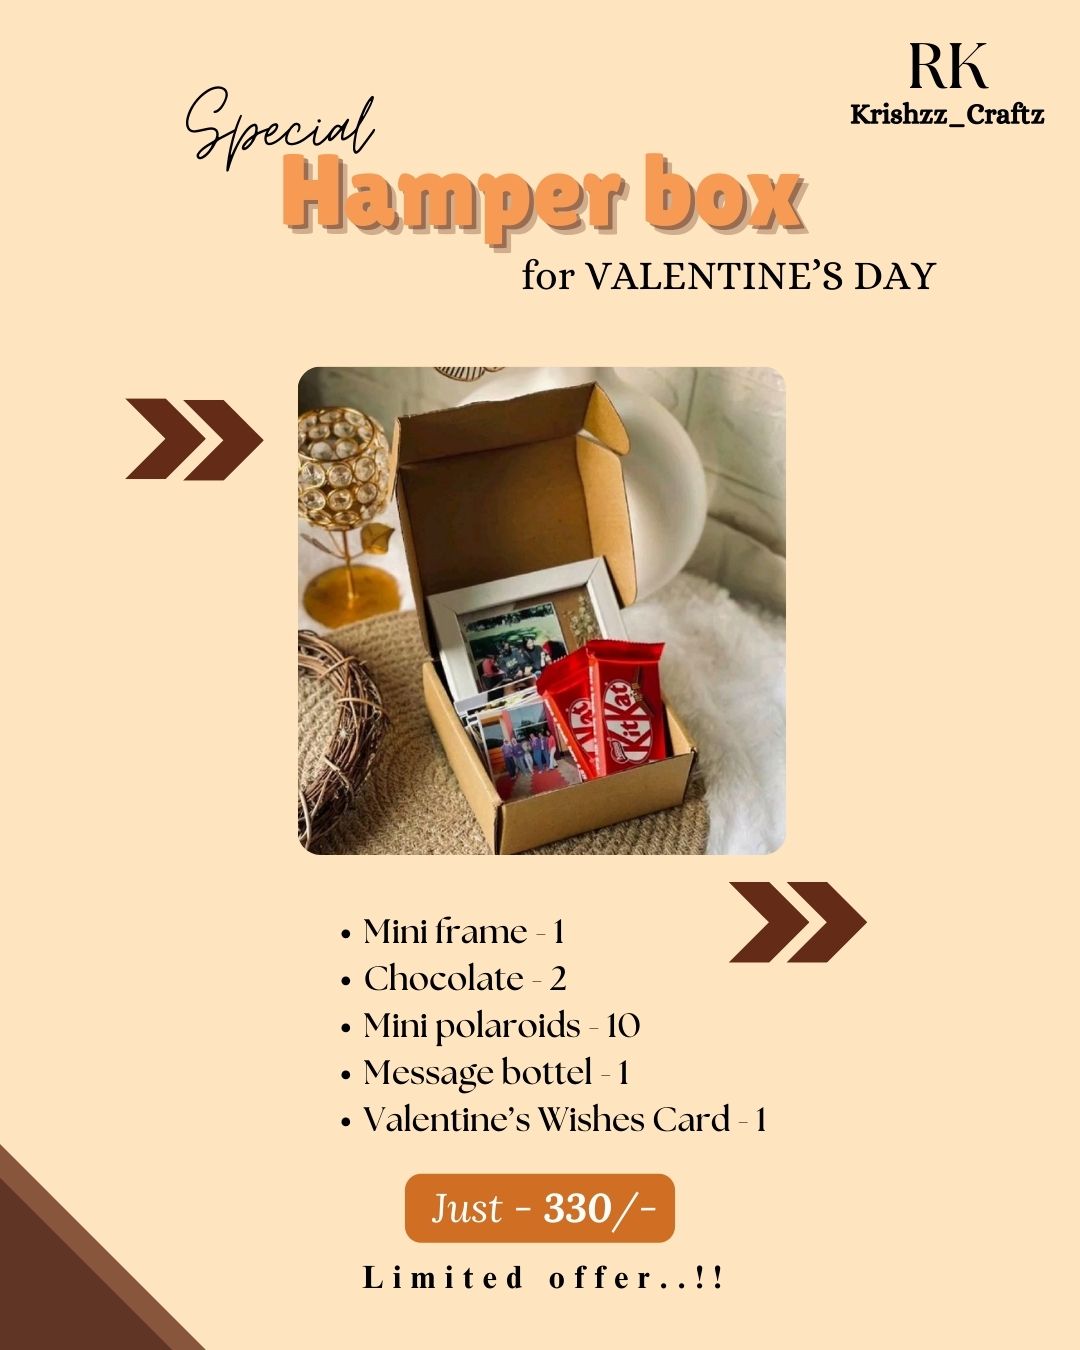 RK
Krishzz_Craftz
Special
Hamper box
for VALENTINE'S DAY
KitKat
• Mini frame - 1
• Chocolate - 2
• Mini polaroids - 10
• Message bottel - 1
• Valentine's Wishes Card - 1
Just - 330/-
Limited offer..!!